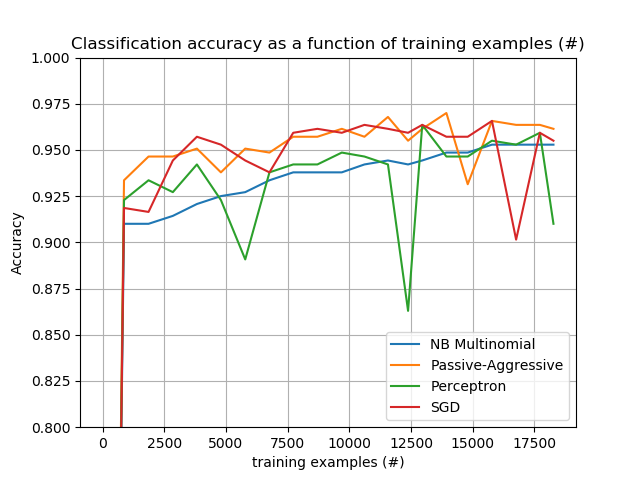 Classification accuracy as a function of training examples (#)
1.000
0.975
0.950
0.925
0.900
0.875
0.850
0.825
0.800
Accuracy
NB Multinomial
Passive-Aggressive
Perceptron
SGD
0 2500 5000 7500 10000 12500 15000 17500
training examples (#)